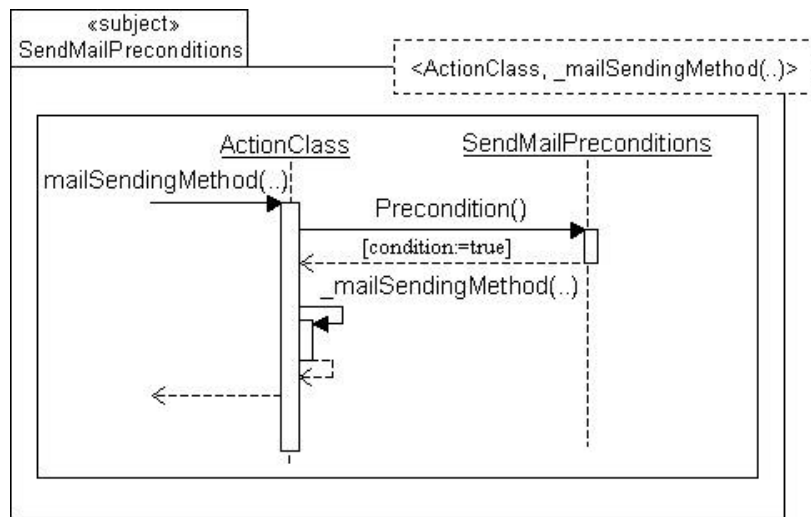 «subject»
SendMailPreconditions
<ActionClass, _mailSendingMethod(..)>
ActionClass
SendMailPreconditions
mailSendingMethod(..)
Precondition()
[condition:=true]
_mailSendingMethod(..)